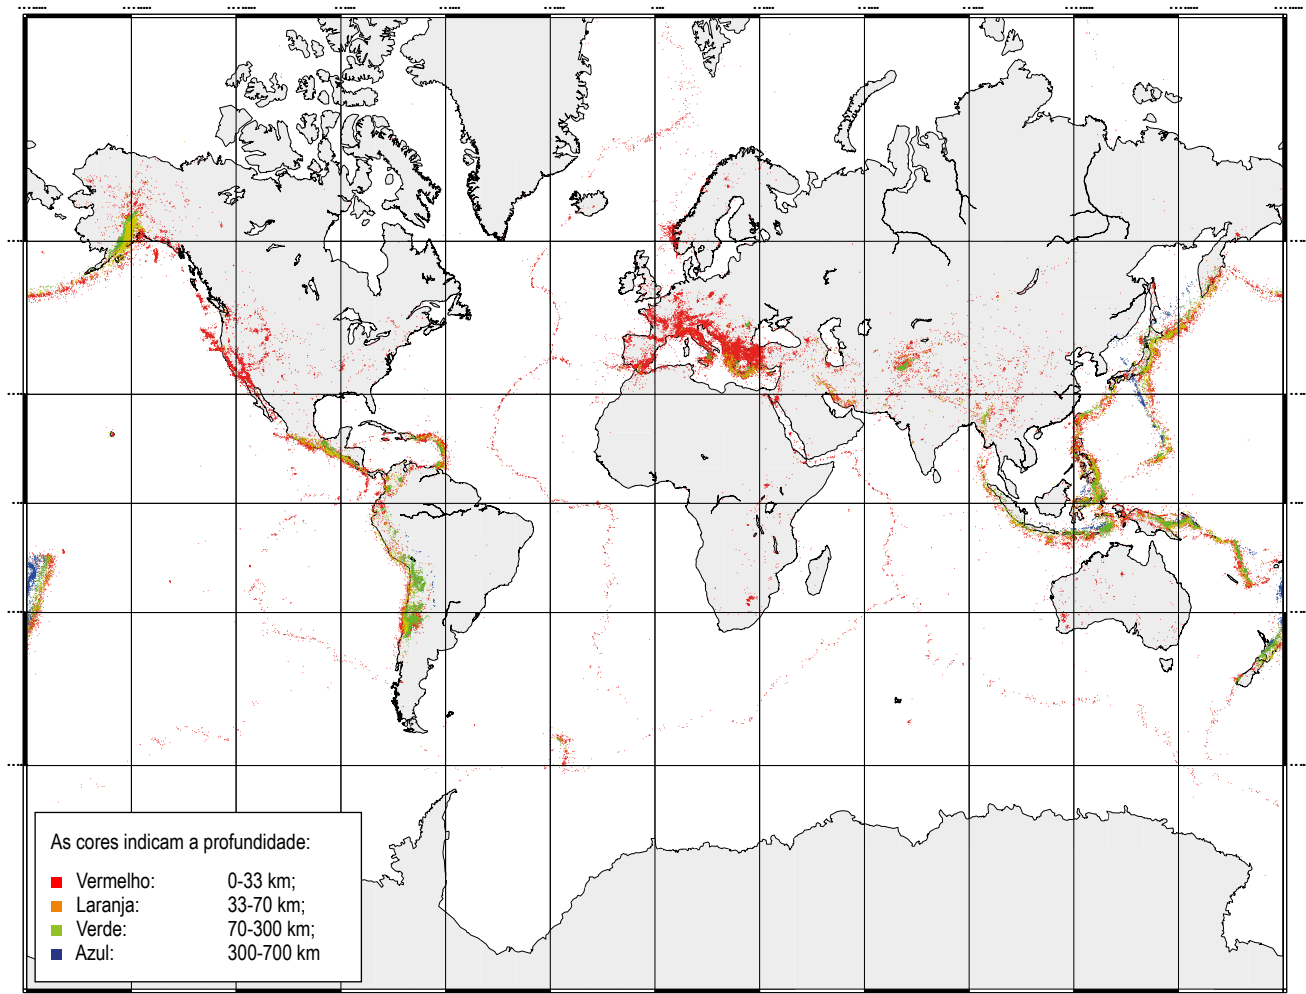 As cores indicam a profundidade:
Vermelho: 0-33 km;
Laranja: 33-70 km;
Verde: 70-300 km;
Azul: 300-700 km